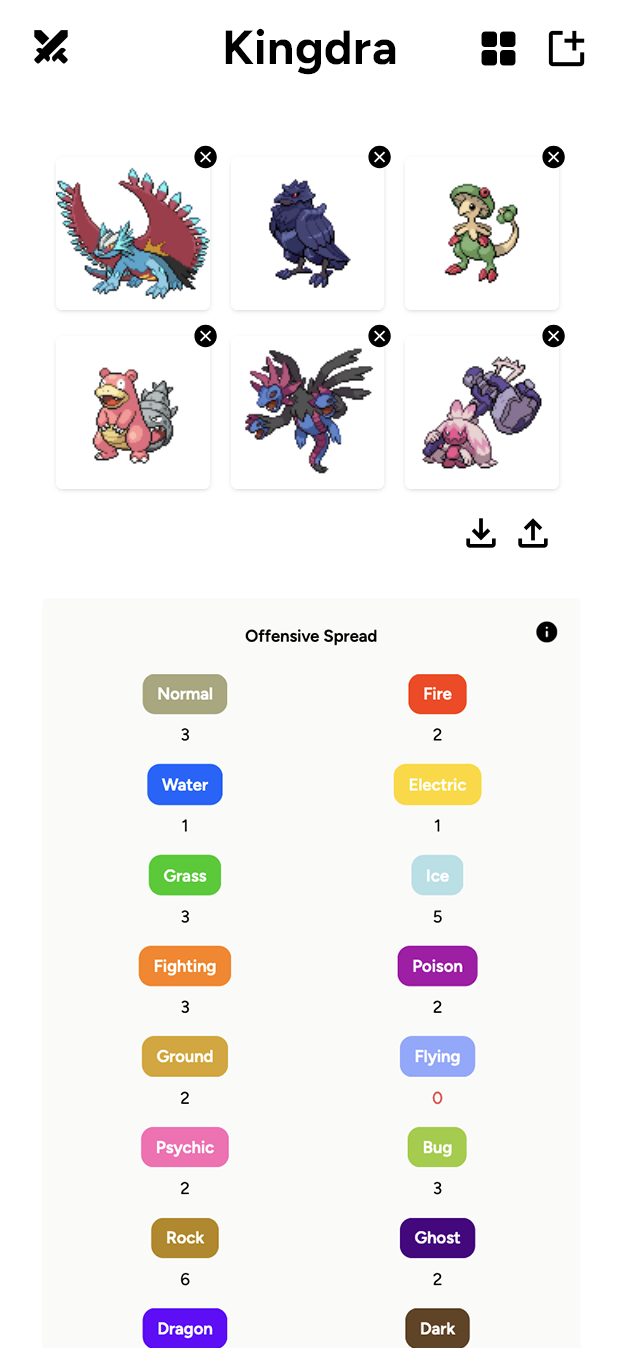 Kingdra
Offensive Spread
Normal Fire
3 2
Water Electric
1 1
Grass Ice
3 5
Fighting Poison
3 2
Ground Flying
2 0
Psychic Bug
2 3
Rock Ghost
6 2
Dragon Dark